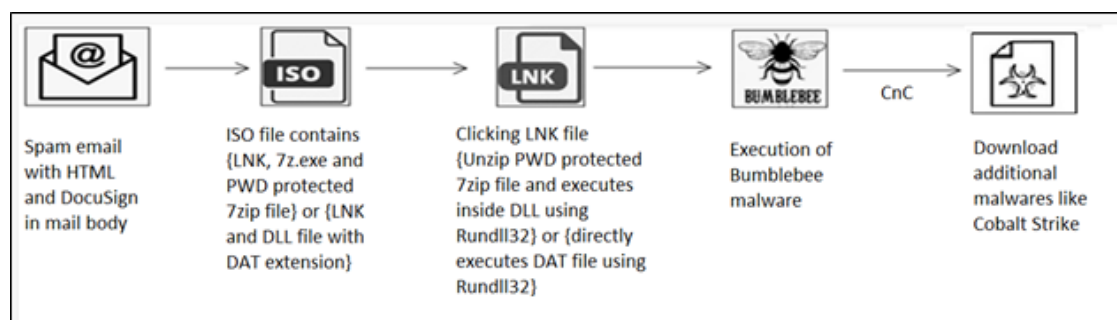 @
ISO
LNK
BUMBLEBEE
CnC
Spam email
with HTML
and DocuSign
in mail body
ISO file contains
{LNK, 7z.exe and
PWD protected
7zip file} or {LNK
and DLL file with
DAT extension}
Clicking LNK file
{Unzip PWD protected
7zip file and executes
inside DLL using
Rundll32} or {directly
executes DAT file using
Rundll32}
Execution of
Bumblebee
malware
Download
additional
malwares like
Cobalt Strike